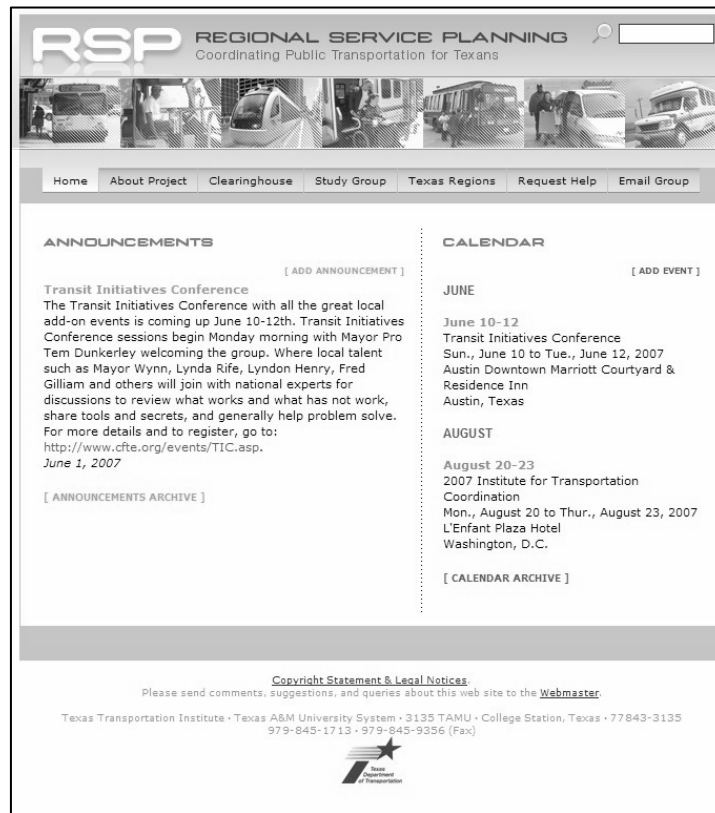 RSP REGIONAL SERVICE PLANNING
Coordinating Public Transportation for Texans
Home About Project Clearinghouse Study Group Texas Regions Request Help Email Group
ANNOUNCEMENTS
[ ADD ANNOUNCEMENT ]
Transit Initiatives Conference
The Transit Initiatives Conference with all the great local
add-on events is coming up June 10-12th. Transit Initiatives
Conference sessions begin Monday morning with Mayor Pro
Tem Dunkerley welcoming the group. Where local talent
such as Mayor Wynn, Lynda Rife, Lyndon Henry, Fred
Gilliam and others will join with national experts for
discussions to review what works and what has not work,
share tools and secrets, and generally help problem solve.
For more details and to register, go to:
http://www.cfte.org/events/TIC.asp.
June 1, 2007
[ ANNOUNCEMENTS ARCHIVE ]
CALENDAR
[ ADD EVENT ]
JUNE
June 10-12
Transit Initiatives Conference
Sun., June 10 to Tue., June 12, 2007
Austin Downtown Marriott Courtyard &
Residence Inn
Austin, Texas
AUGUST
August 20-23
2007 Institute for Transportation
Coordination
Mon., August 20 to Thur., August 23, 2007
L'Enfant Plaza Hotel
Washington, D.C.
[ CALENDAR ARCHIVE ]
Copyright Statement & Legal Notices.
Please send comments, suggestions, and queries about this web site to the Webmaster.
Texas Transportation Institute · Texas A&M University System · 3135 TAMU · College Station, Texas · 77843-3135
979-845-1713 · 979-845-9356 (Fax)
Texas
Department
of Transportation